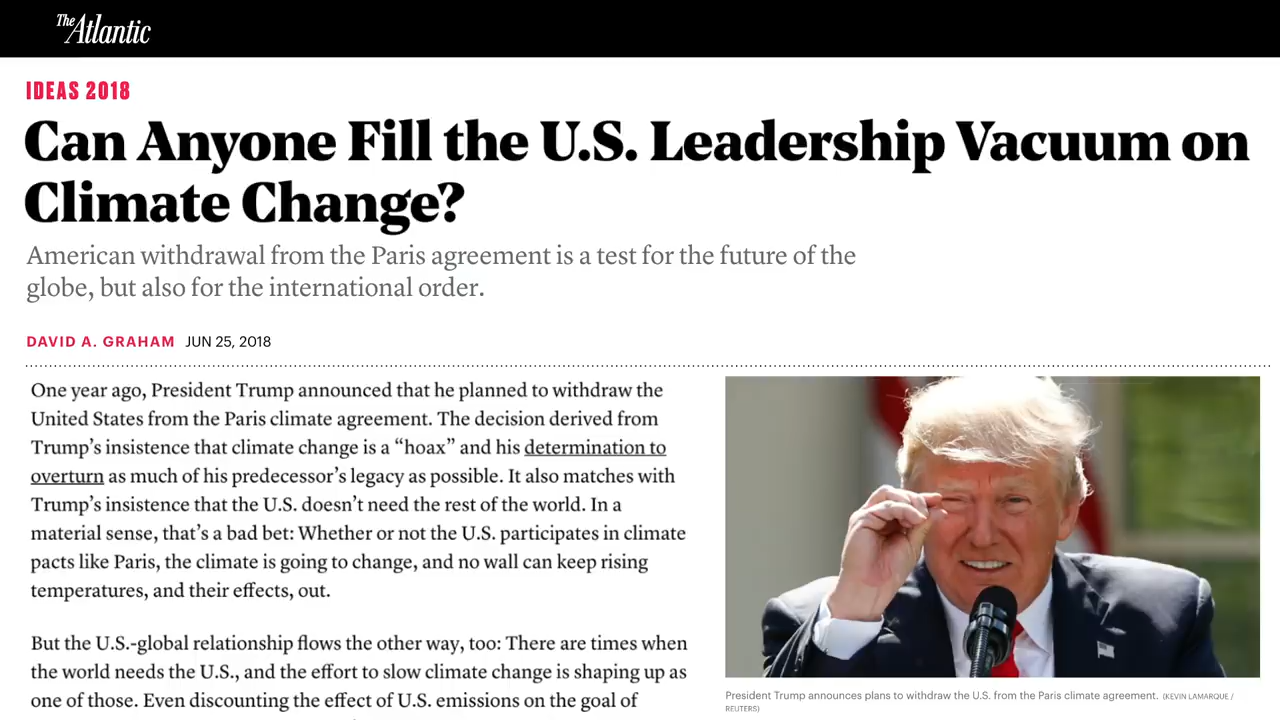 The Atlantic
IDEAS 2018
Can Anyone Fill the U.S. Leadership Vacuum on
Climate Change?
American withdrawal from the Paris agreement is a test for the future of the
globe, but also for the international order.
DAVID A. GRAHAM JUN 25, 2018
One year ago, President Trump announced that he planned to withdraw the
United States from the Paris climate agreement. The decision derived from
Trump’s insistence that climate change is a “hoax” and his determination to
overturn as much of his predecessor’s legacy as possible. It also matches with
Trump’s insistence that the U.S. doesn’t need the rest of the world. In a
material sense, that’s a bad bet: Whether or not the U.S. participates in climate
pacts like Paris, the climate is going to change, and no wall can keep rising
temperatures, and their effects, out.
But the U.S.-global relationship flows the other way, too: There are times when
the world needs the U.S., and the effort to slow climate change is shaping up as
one of those. Even discounting the effect of U.S. emissions on the goal of
President Trump announces plans to withdraw the U.S. from the Paris climate agreement. (KEVIN LAMARQUE /
REUTERS)